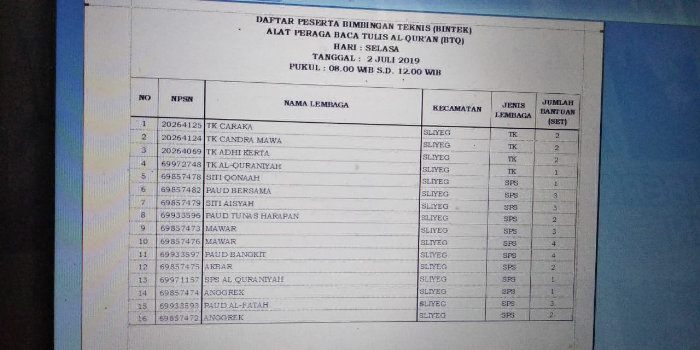 DAFTAR PESERTA BIMBINGAN TEKNIS (BINTEK)
ALAT PERAGA BACA TULIS AL-QUR'AN (BTQ)
HARI : SELASA
TANGGAL : 2 JULI 2019
PUKUL : 08.00 WIB S.D. 12.00 WIB
NO NPSN NAMA LEMBAGA KECAMATAN JENIS LEMBAGA JUMLAH BANTUAN (SET)
1 20264125 TK CARAKA SLIYEG TK 2
2 20264124 TK CANDRA MAWA SLIYEG TK 2
3 20264069 TK ADHI KERTA SLIYEG TK 2
4 69972748 TK AL-QURANIYAH SLIYEG TK 1
5 69857478 SITI QONAAH SLIYEG SPS 1
6 69857482 PAUD BERSAMA SLIYEG SPS 3
7 69857479 SITI AISYAH SLIYEG SPS 3
8 69933596 PAUD TUNAS HARAPAN SLIYEG SPS 2
9 69857473 MAWAR SLIYEG SPS 3
10 69857476 MAWAR SLIYEG SPS 4
11 69933597 PAUD BANGKIT SLIYEG SPS 4
12 69857475 AKBAR SLIYEG SPS 2
13 69971157 SPS AL QURANIYAH SLIYEG SPS 1
14 69857474 ANGGREK SLIYEG SPS 1
15 69933593 PAUD AL-FATAH SLIYEG SPS 3
16 69857472 ANGGREK SLIYEG SPS 2